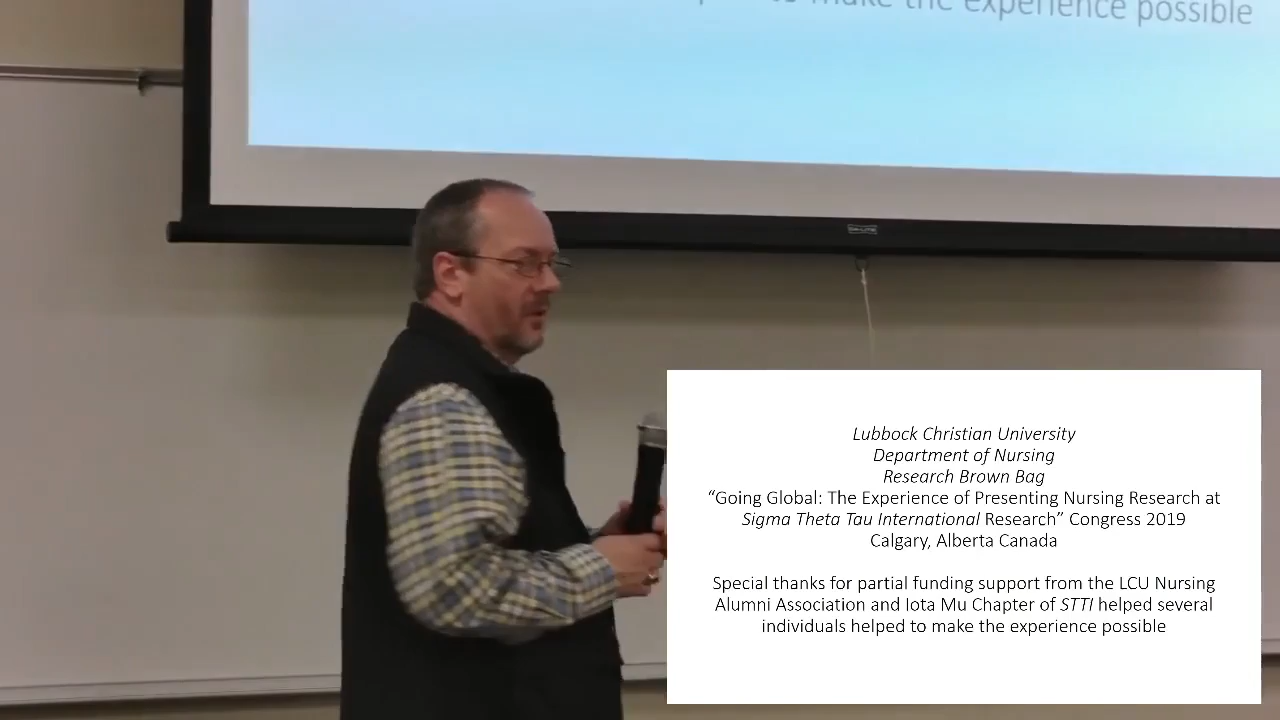 to make the experience possible
DA-LITE
Lubbock Christian University
Department of Nursing
Research Brown Bag
“Going Global: The Experience of Presenting Nursing Research at
Sigma Theta Tau International Research” Congress 2019
Calgary, Alberta Canada
Special thanks for partial funding support from the LCU Nursing
Alumni Association and Iota Mu Chapter of STTI helped several
individuals helped to make the experience possible